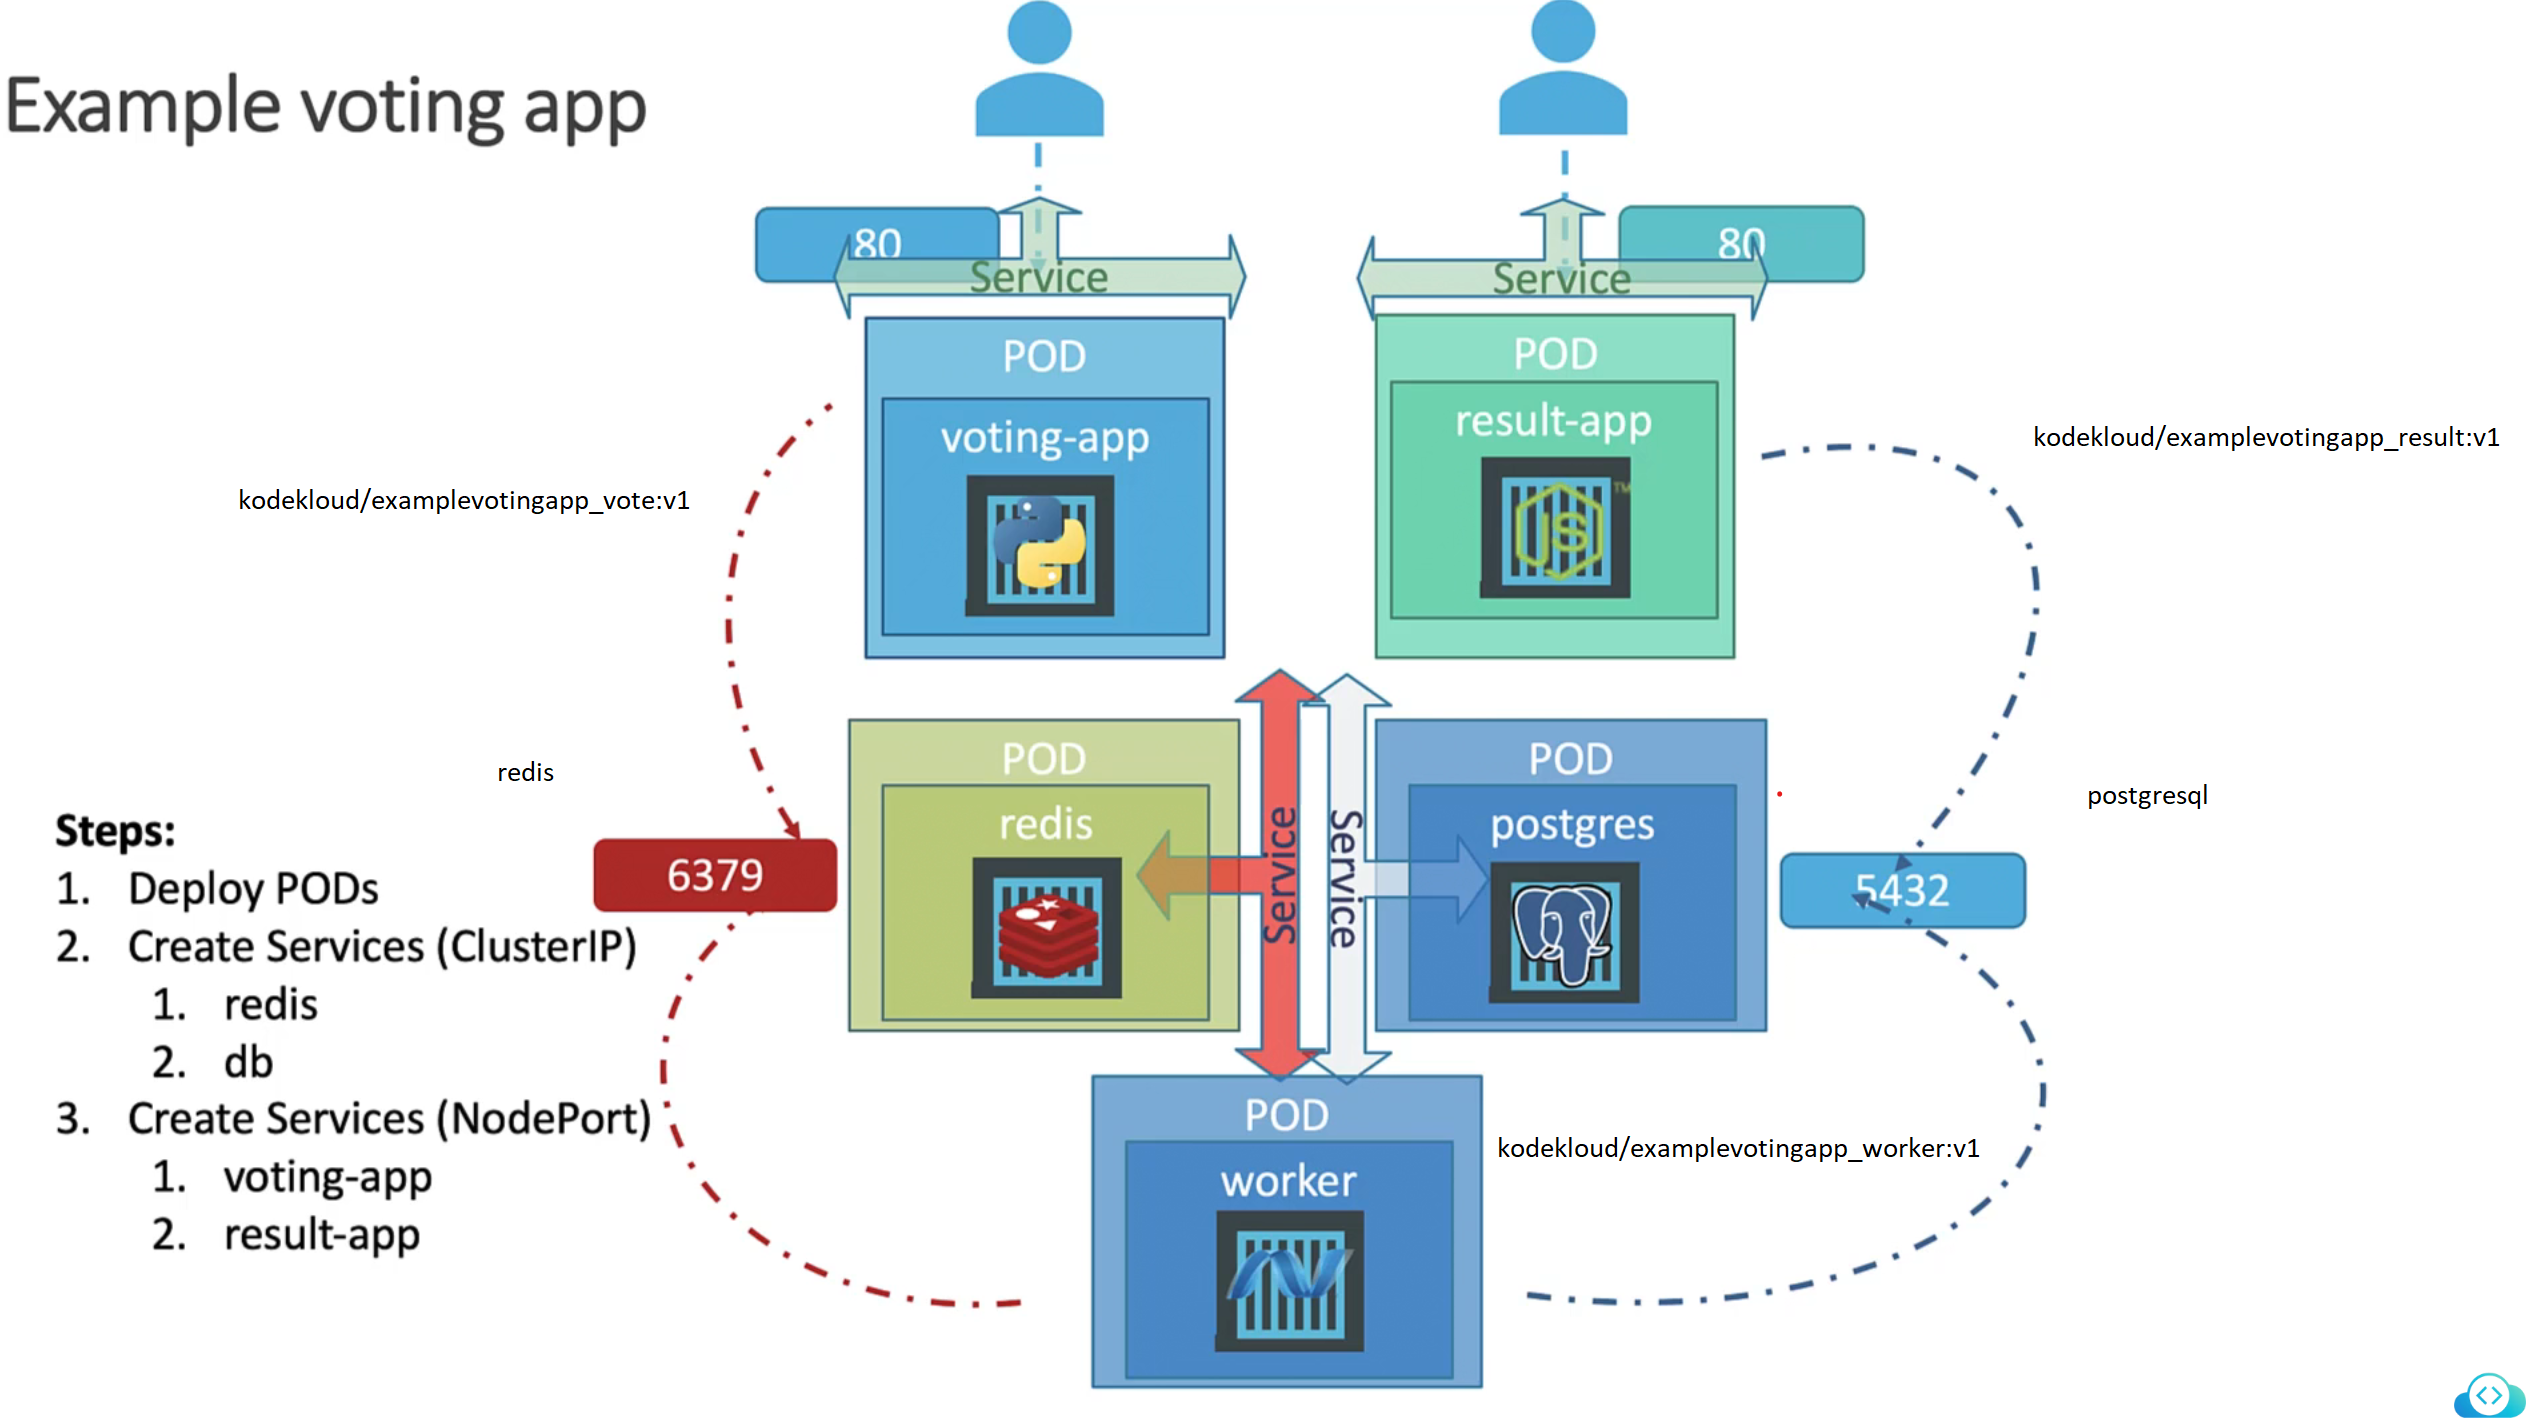 Example voting app
80
Service
80
Service
POD
voting-app
POD
result-app
kodekloud/examplevotingapp_result:v1
kodekloud/examplevotingapp_vote:v1
redis
POD
redis
Service
Service
POD
postgres
postgresql
6379
5432
Steps:
1. Deploy PODs
2. Create Services (ClusterIP)
1. redis
2. db
3. Create Services (NodePort)
1. voting-app
2. result-app
POD
worker
kodekloud/examplevotingapp_worker:v1
JS
TM